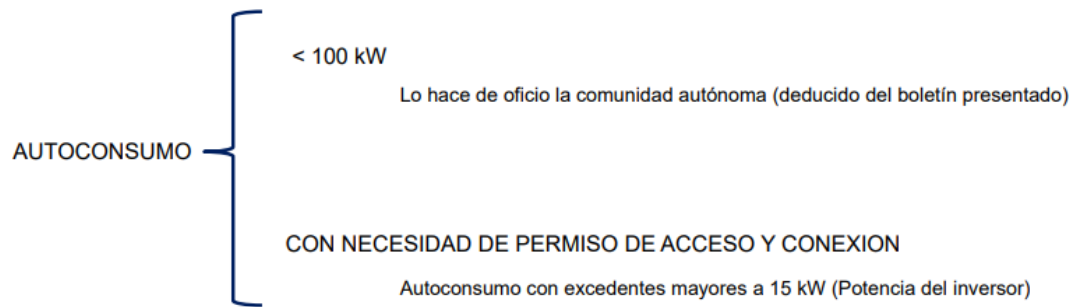 < 100 kW
Lo hace de oficio la comunidad autónoma (deducido del boletín presentado)
AUTOCONSUMO
CON NECESIDAD DE PERMISO DE ACCESO Y CONEXION
Autoconsumo con excedentes mayores a 15 kW (Potencia del inversor)